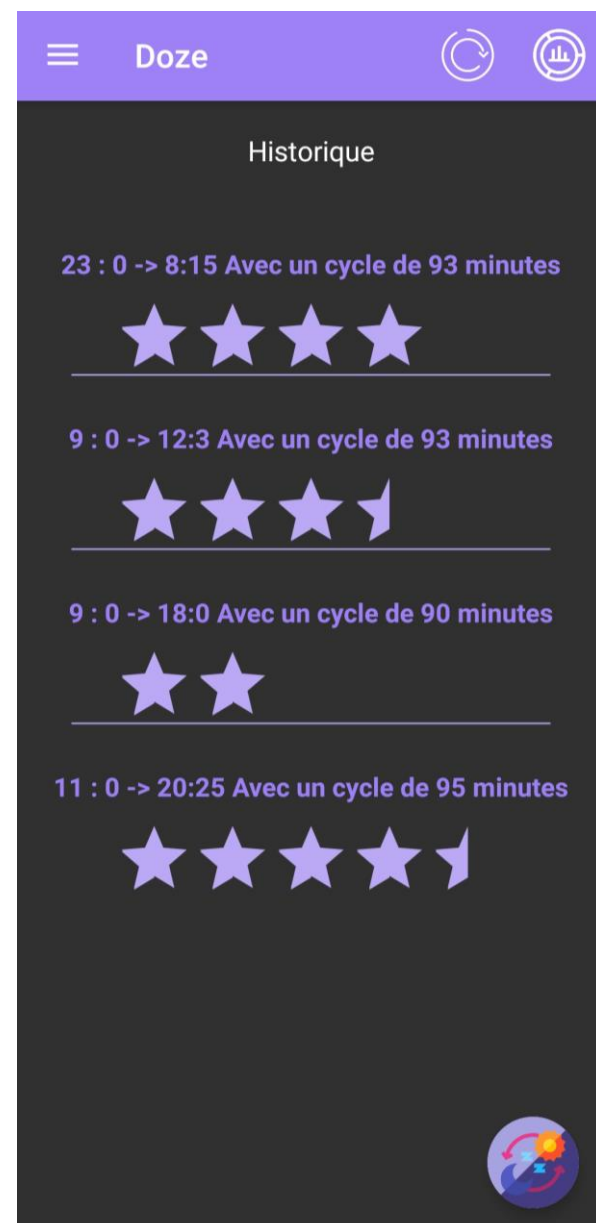 Doze
Historique
23 : 0 -> 8:15 Avec un cycle de 93 minutes
9 : 0 -> 12:3 Avec un cycle de 93 minutes
9 : 0 -> 18:0 Avec un cycle de 90 minutes
11 : 0 -> 20:25 Avec un cycle de 95 minutes
z
z